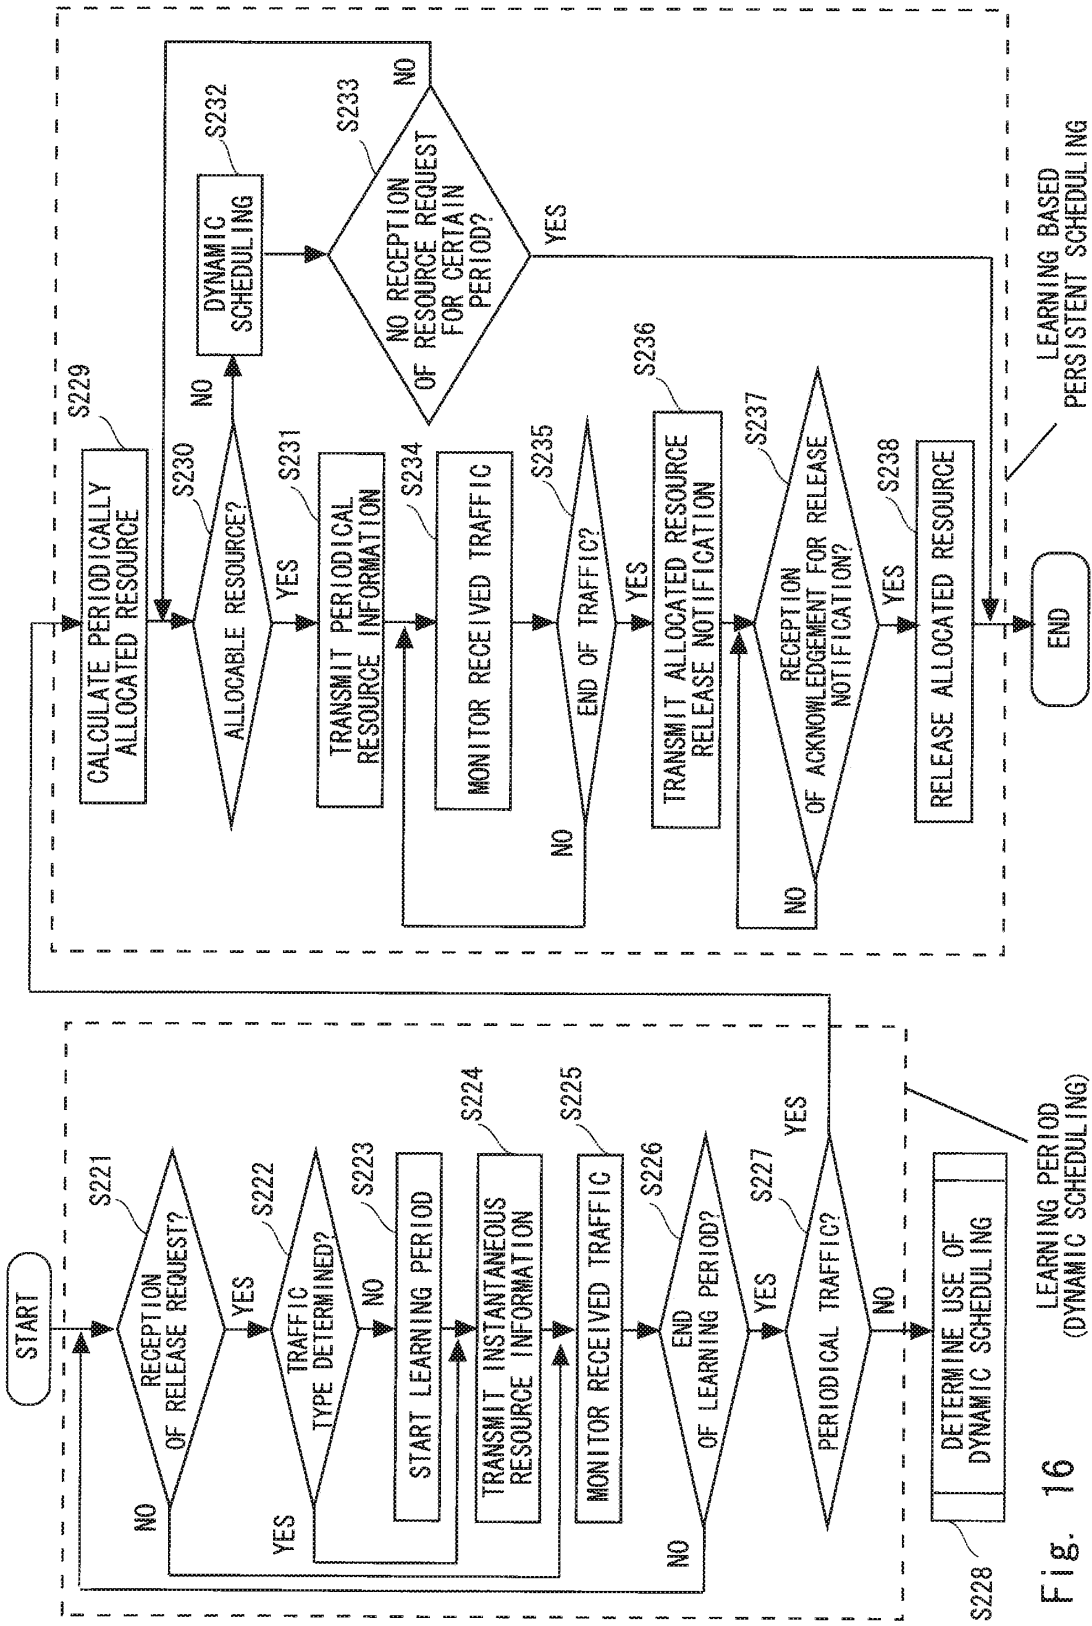 START
S221
RECEPTION
OF RELEASE REQUEST?
NO
YES
S222
TRAFFIC
TYPE DETERMINED?
YES
NO
S223
START LEARNING PERIOD
S224
TRANSMIT INSTANTANEOUS
RESOURCE INFORMATION
S225
MONITOR RECEIVED TRAFFIC
S226
END
OF LEARNING PERIOD?
NO
YES
S227
PERIODICAL TRAFFIC?
YES
NO
S228
DETERMINE USE OF
DYNAMIC SCHEDULING
LEARNING PERIOD
(DYNAMIC SCHEDULING)
S229
CALCULATE PERIODICALLY
ALLOCATED RESOURCE
S230
ALLOCABLE RESOURCE?
NO
YES
S232
DYNAMIC
SCHEDULING
S233
NO RECEPTION
OF RESOURCE REQUEST
FOR CERTAIN
PERIOD?
NO
YES
S231
TRANSMIT PERIODICAL
RESOURCE INFORMATION
S234
MONITOR RECEIVED TRAFFIC
S235
END OF TRAFFIC?
NO
YES
S236
TRANSMIT ALLOCATED RESOURCE
RELEASE NOTIFICATION
S237
RECEPTION
OF ACKNOWLEDGEMENT FOR RELEASE
NOTIFICATION?
NO
YES
S238
RELEASE ALLOCATED RESOURCE
END
LEARNING BASED
PERSISTENT SCHEDULING
Fig. 16